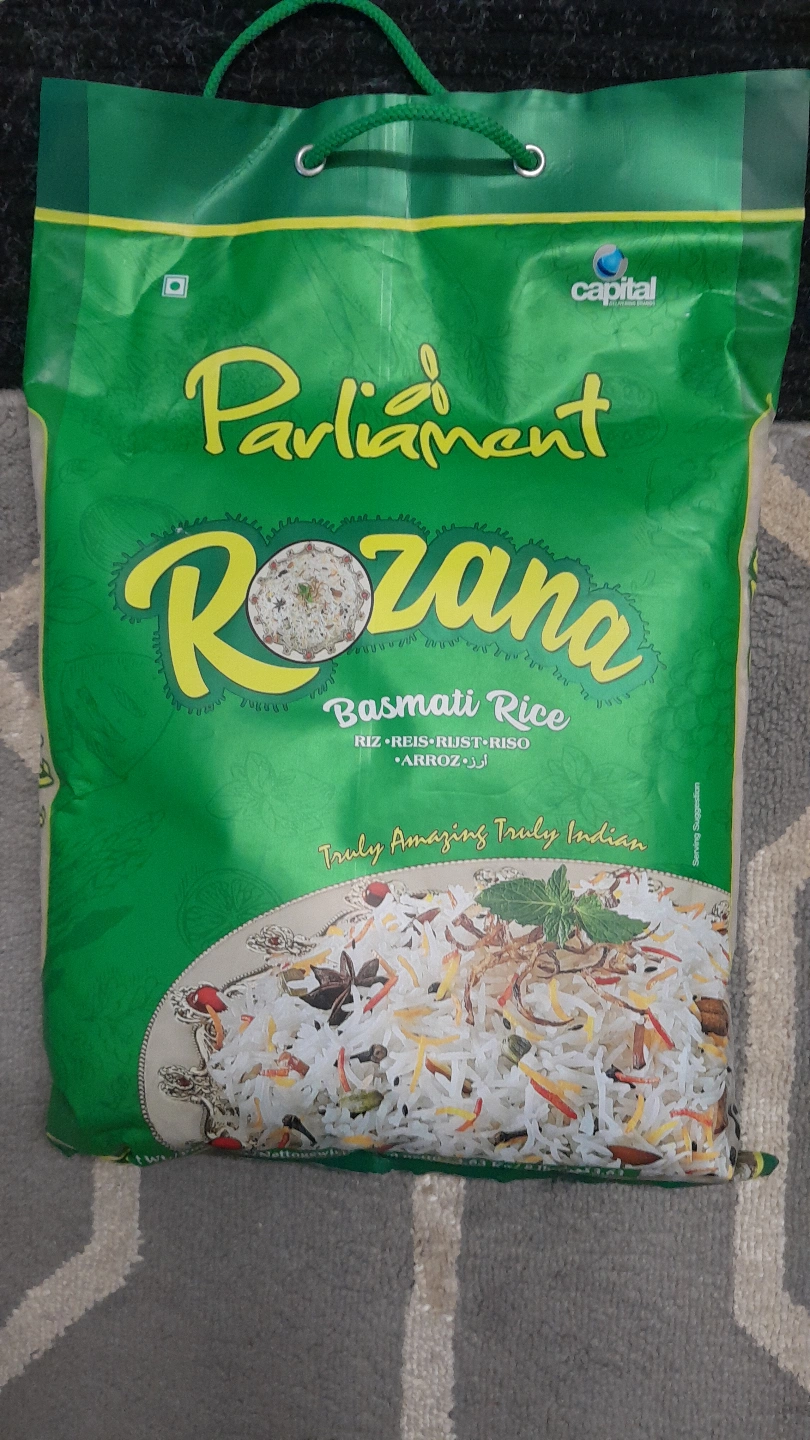 capital
Parliament
Rozana
Basmati Rice
RIZ •REIS•RIJST•RISO
•ARROZ•ارز
Serving Suggestion
Truly Amazing Truly Indian